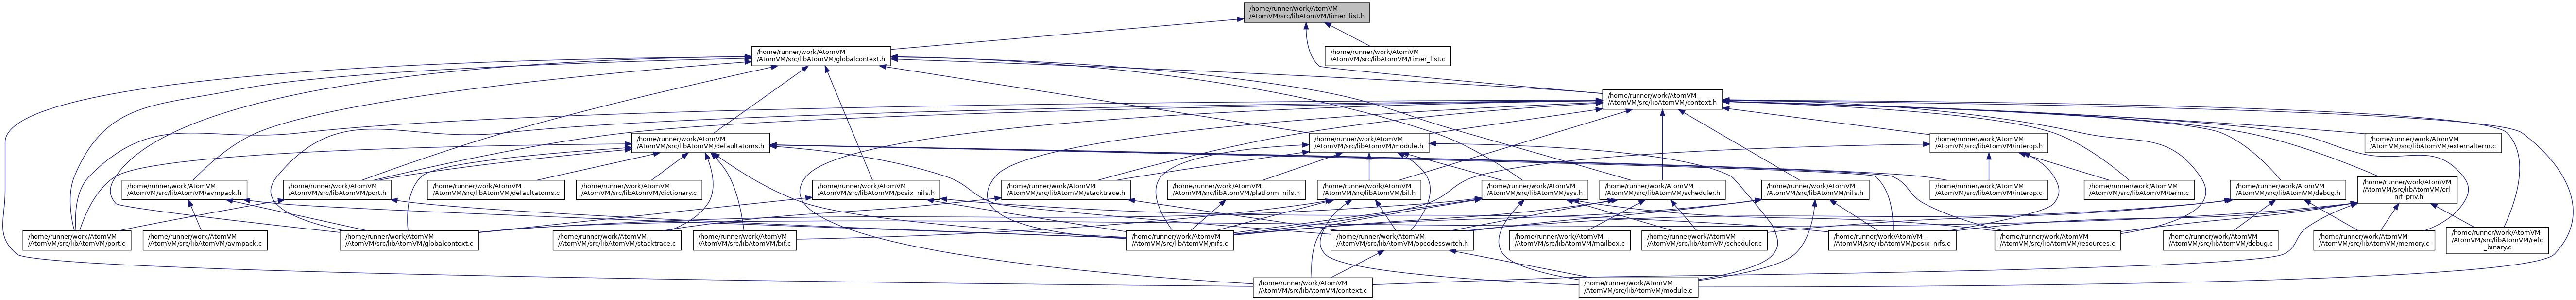 /home/runner/work/AtomVM
/AtomVM/src/libAtomVM/timer_list.h
/home/runner/work/AtomVM
/AtomVM/src/libAtomVM/globalcontext.h
/home/runner/work/AtomVM
/AtomVM/src/libAtomVM/timer_list.c
/home/runner/work/AtomVM
/AtomVM/src/libAtomVM/context.h
/home/runner/work/AtomVM
/AtomVM/src/libAtomVM/defaultatoms.h
/home/runner/work/AtomVM
/AtomVM/src/libAtomVM/module.h
/home/runner/work/AtomVM
/AtomVM/src/libAtomVM/interop.h
/home/runner/work/AtomVM
/AtomVM/src/libAtomVM/externalterm.c
/home/runner/work/AtomVM
/AtomVM/src/libAtomVM/avmpack.h
/home/runner/work/AtomVM
/AtomVM/src/libAtomVM/port.h
/home/runner/work/AtomVM
/AtomVM/src/libAtomVM/defaultatoms.c
/home/runner/work/AtomVM
/AtomVM/src/libAtomVM/dictionary.c
/home/runner/work/AtomVM
/AtomVM/src/libAtomVM/posix_nifs.h
/home/runner/work/AtomVM
/AtomVM/src/libAtomVM/stacktrace.h
/home/runner/work/AtomVM
/AtomVM/src/libAtomVM/platform_nifs.h
/home/runner/work/AtomVM
/AtomVM/src/libAtomVM/bif.h
/home/runner/work/AtomVM
/AtomVM/src/libAtomVM/sys.h
/home/runner/work/AtomVM
/AtomVM/src/libAtomVM/scheduler.h
/home/runner/work/AtomVM
/AtomVM/src/libAtomVM/nifs.h
/home/runner/work/AtomVM
/AtomVM/src/libAtomVM/interop.c
/home/runner/work/AtomVM
/AtomVM/src/libAtomVM/term.c
/home/runner/work/AtomVM
/AtomVM/src/libAtomVM/debug.h
/home/runner/work/AtomVM
/AtomVM/src/libAtomVM/erl
_nif_priv.h
/home/runner/work/AtomVM
/AtomVM/src/libAtomVM/port.c
/home/runner/work/AtomVM
/AtomVM/src/libAtomVM/avmpack.c
/home/runner/work/AtomVM
/AtomVM/src/libAtomVM/globalcontext.c
/home/runner/work/AtomVM
/AtomVM/src/libAtomVM/stacktrace.c
/home/runner/work/AtomVM
/AtomVM/src/libAtomVM/bif.c
/home/runner/work/AtomVM
/AtomVM/src/libAtomVM/nifs.c
/home/runner/work/AtomVM
/AtomVM/src/libAtomVM/opcodesswitch.h
/home/runner/work/AtomVM
/AtomVM/src/libAtomVM/mailbox.c
/home/runner/work/AtomVM
/AtomVM/src/libAtomVM/scheduler.c
/home/runner/work/AtomVM
/AtomVM/src/libAtomVM/posix_nifs.c
/home/runner/work/AtomVM
/AtomVM/src/libAtomVM/resources.c
/home/runner/work/AtomVM
/AtomVM/src/libAtomVM/debug.c
/home/runner/work/AtomVM
/AtomVM/src/libAtomVM/memory.c
/home/runner/work/AtomVM
/AtomVM/src/libAtomVM/refc
_binary.c
/home/runner/work/AtomVM
/AtomVM/src/libAtomVM/context.c
/home/runner/work/AtomVM
/AtomVM/src/libAtomVM/module.c